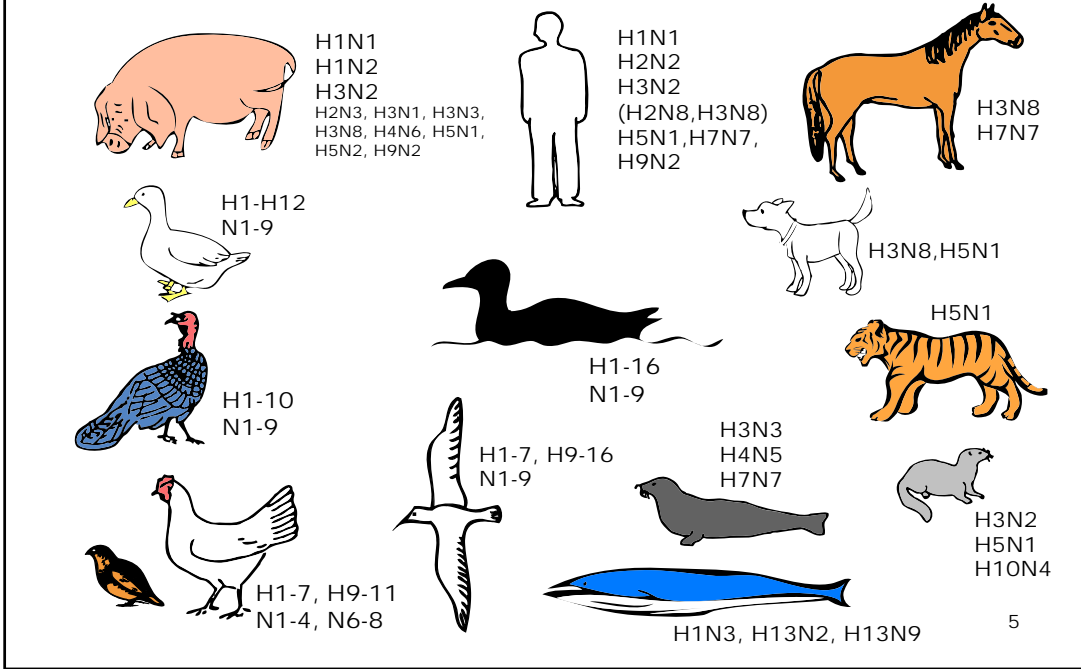 H1N1
H1N2
H3N2
H2N3, H3N1, H3N3,
H3N8, H4N6, H5N1,
H5N2, H9N2
H1N1
H2N2
H3N2
(H2N8,H3N8)
H5N1,H7N7,
H9N2
H3N8
H7N7
H1-H12
N1-9
H3N8,H5N1
H5N1
H1-16
N1-9
H1-10
N1-9
H1-7, H9-16
N1-9
H3N3
H4N5
H7N7
H3N2
H5N1
H10N4
H1-7, H9-11
N1-4, N6-8
H1N3, H13N2, H13N9
5